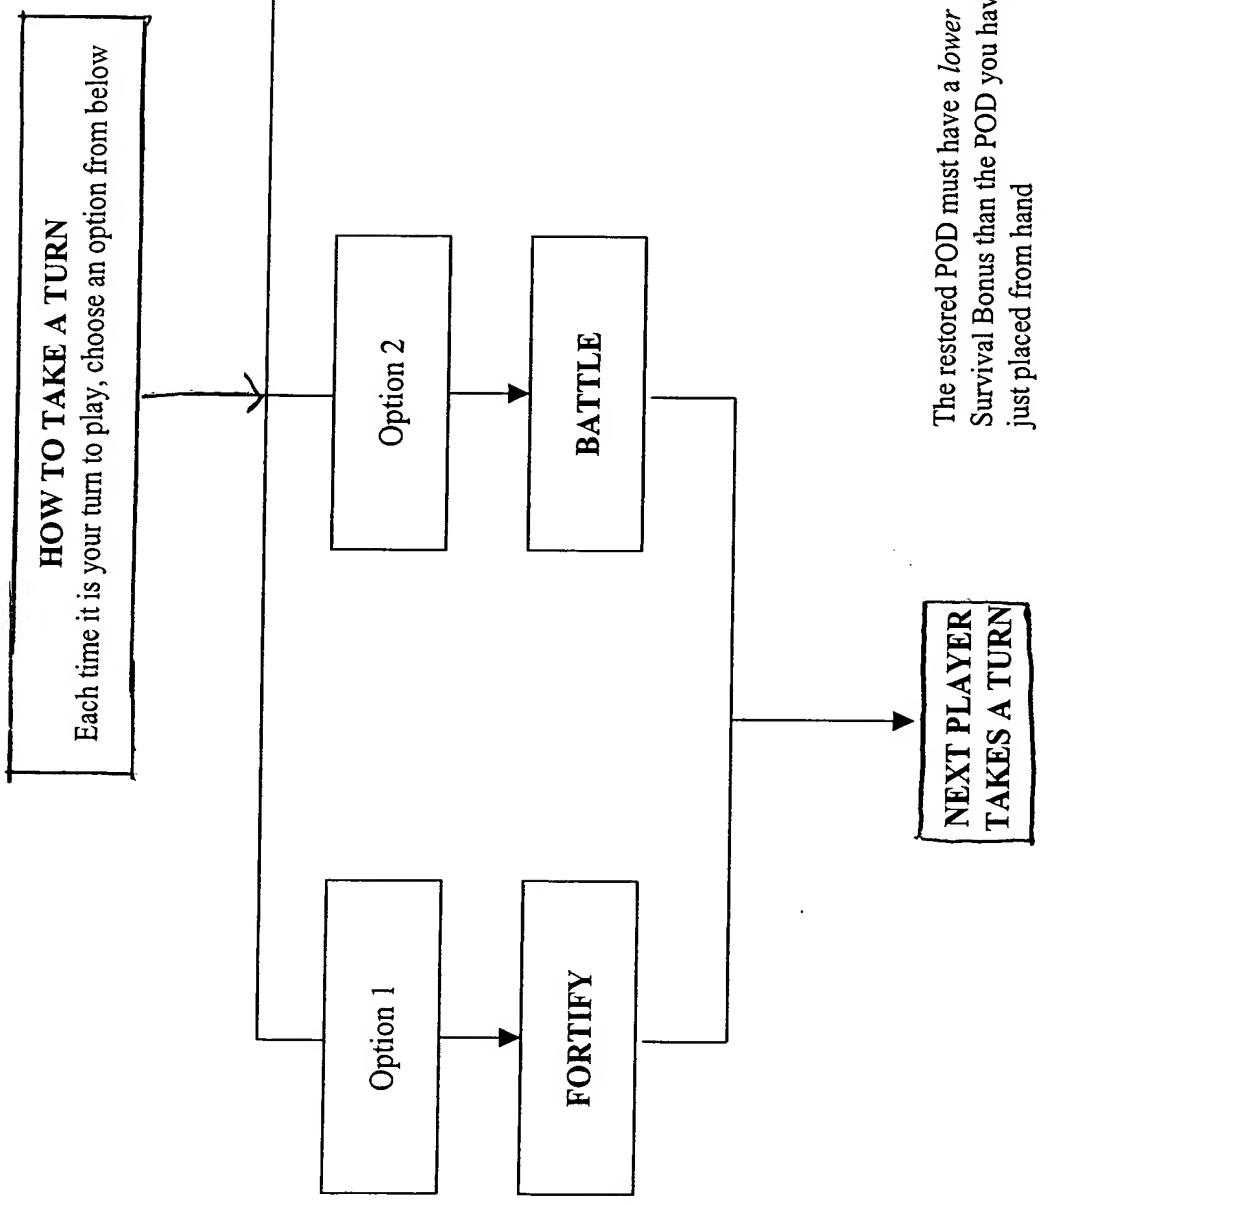 HOW TO TAKE A TURN
Each time it is your turn to play, choose an option from below
Option 1
Option 2
FORTIFY
BATTLE
NEXT PLAYER
TAKES A TURN
The restored POD must have a lower
Survival Bonus than the POD you hav
just placed from hand